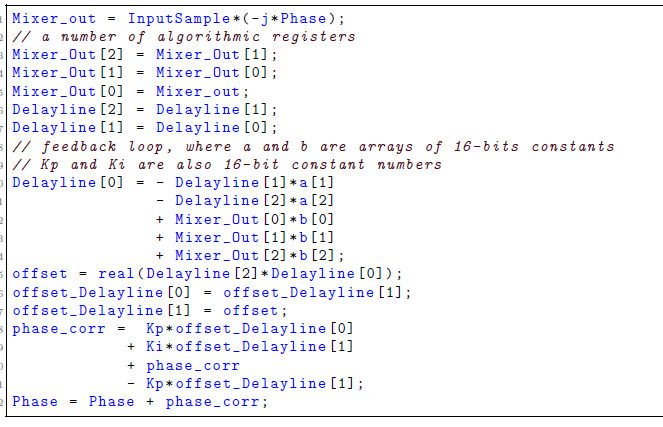 Mixer_out = InputSample*(-j*Phase);
// a number of algorithmic registers
Mixer_Out[2] = Mixer_Out[1];
Mixer_Out[1] = Mixer_Out[0];
Mixer_Out[0] = Mixer_out;
Delayline[2] = Delayline[1];
Delayline[1] = Delayline[0];
// feedback loop, where a and b are arrays of 16-bits constants
// Kp and Ki are also 16-bit constant numbers
Delayline[0] = - Delayline[1]*a[1]
- Delayline[2]*a[2]
+ Mixer_Out[0]*b[0]
+ Mixer_Out[1]*b[1]
+ Mixer_Out[2]*b[2];
offset = real(Delayline[2]*Delayline[0]);
offset_Delayline[0] = offset_Delayline[1];
offset_Delayline[1] = offset;
phase_corr = Kp*offset_Delayline[0]
+ Ki*offset_Delayline[1]
+ phase_corr
- Kp*offset_Delayline[1];
Phase = Phase + phase_corr;